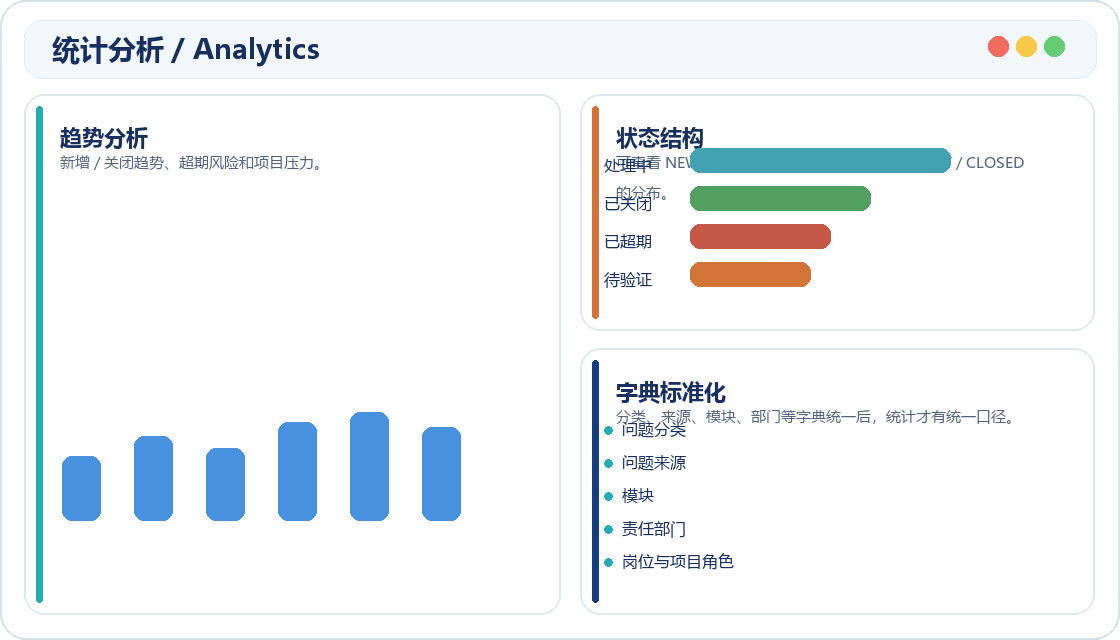 统计分析 / Analytics
趋势分析
新增 / 关闭趋势、超期风险和项目压力。
状态结构
可查看 NEW / CLOSED
的分布。
处理中
已关闭
已超期
待验证
字典标准化
分类、来源、模块、部门等字典统一后，统计才有统一口径。
问题分类
问题来源
模块
责任部门
岗位与项目角色